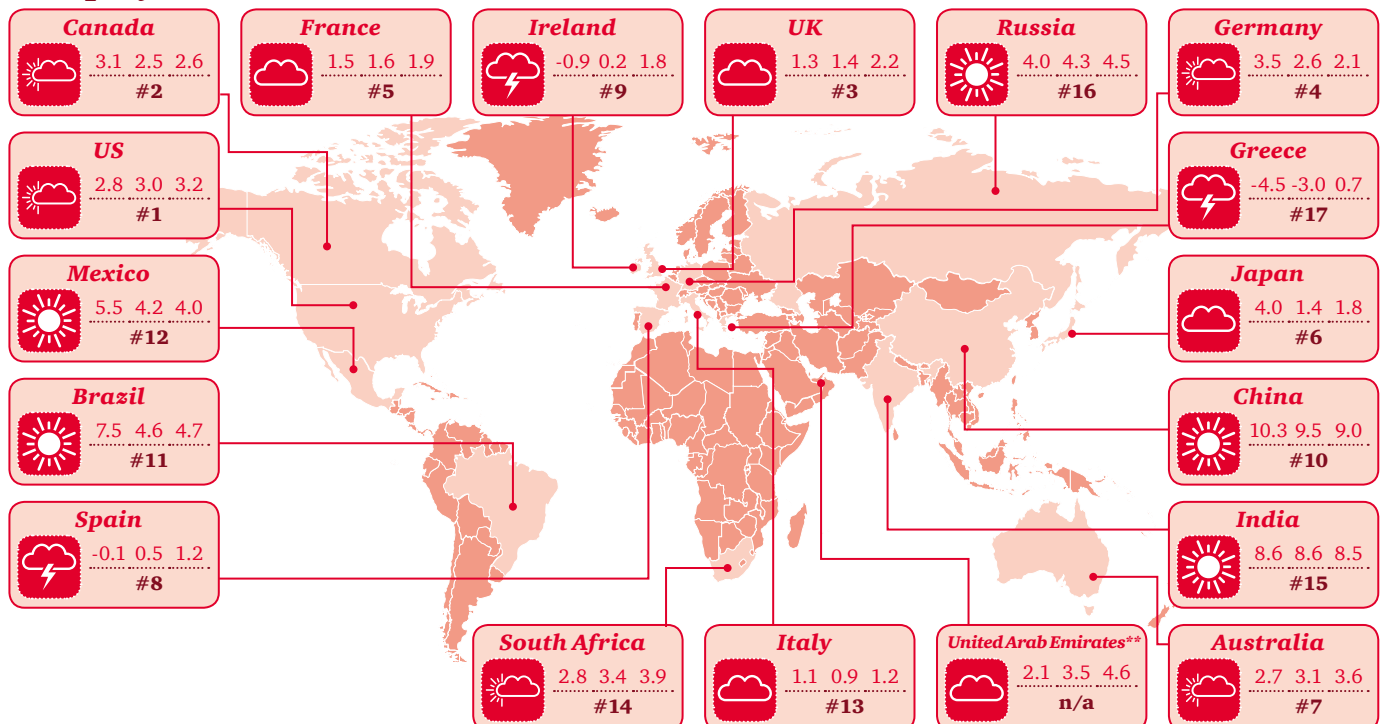 Canada
3.1 2.5 2.6
#2
France
1.5 1.6 1.9
#5
Ireland
-0.9 0.2 1.8
#9
UK
1.3 1.4 2.2
#3
Russia
4.0 4.3 4.5
#16
Germany
3.5 2.6 2.1
#4
US
2.8 3.0 3.2
#1
Greece
-4.5 -3.0 0.7
#17
Mexico
5.5 4.2 4.0
#12
Japan
4.0 1.4 1.8
#6
Brazil
7.5 4.6 4.7
#11
China
10.3 9.5 9.0
#10
Spain
-0.1 0.5 1.2
#8
India
8.6 8.6 8.5
#15
South Africa
2.8 3.4 3.9
#14
Italy
1.1 0.9 1.2
#13
United Arab Emirates**
2.1 3.5 4.6
n/a
Australia
2.7 3.1 3.6
#7